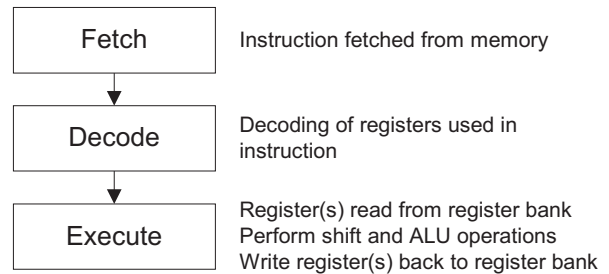 Fetch
Instruction fetched from memory
Decode
Decoding of registers used in
instruction
Execute
Register(s) read from register bank
Perform shift and ALU operations
Write register(s) back to register bank